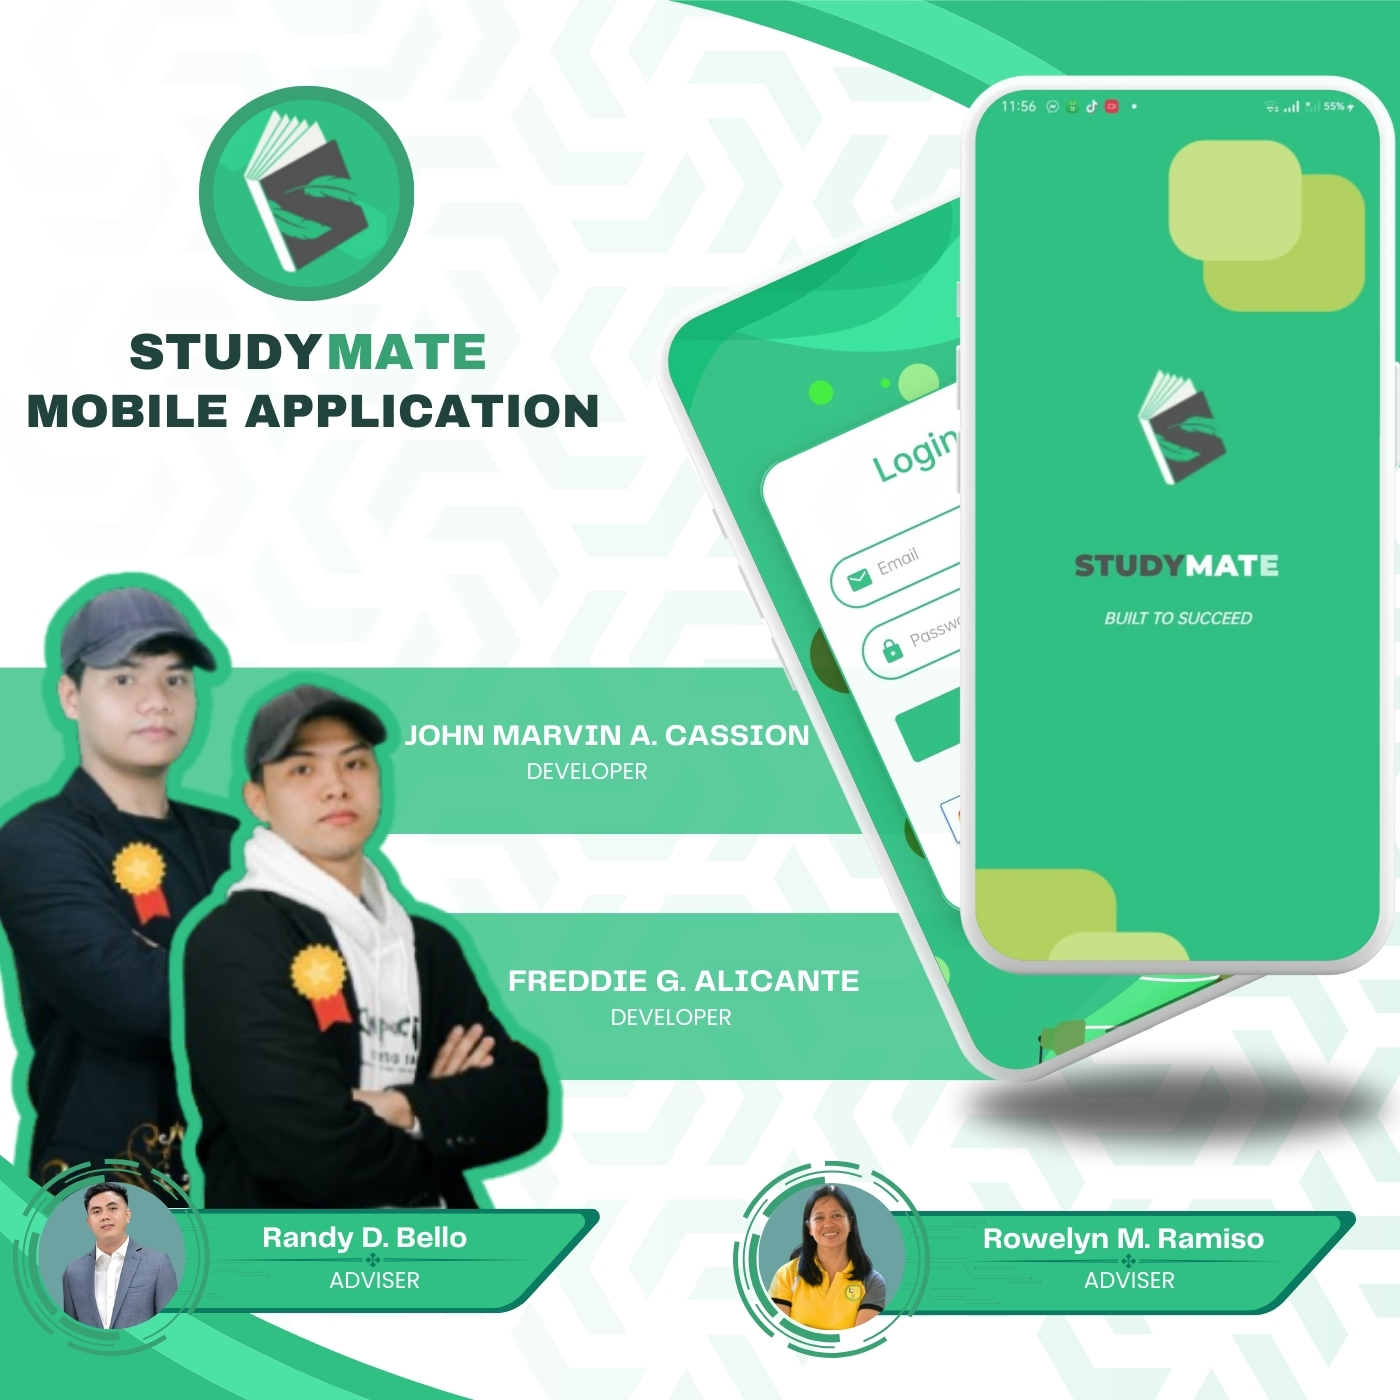 STUDYMATE
MOBILE APPLICATION
11:56
55%
Login
Email
STUDYMATE
BUILT TO SUCCEED
JOHN MARVIN A. CASSION
DEVELOPER
FREDDIE G. ALICANTE
DEVELOPER
Randy D. Bello
ADVISER
Rowelyn M. Ramiso
ADVISER